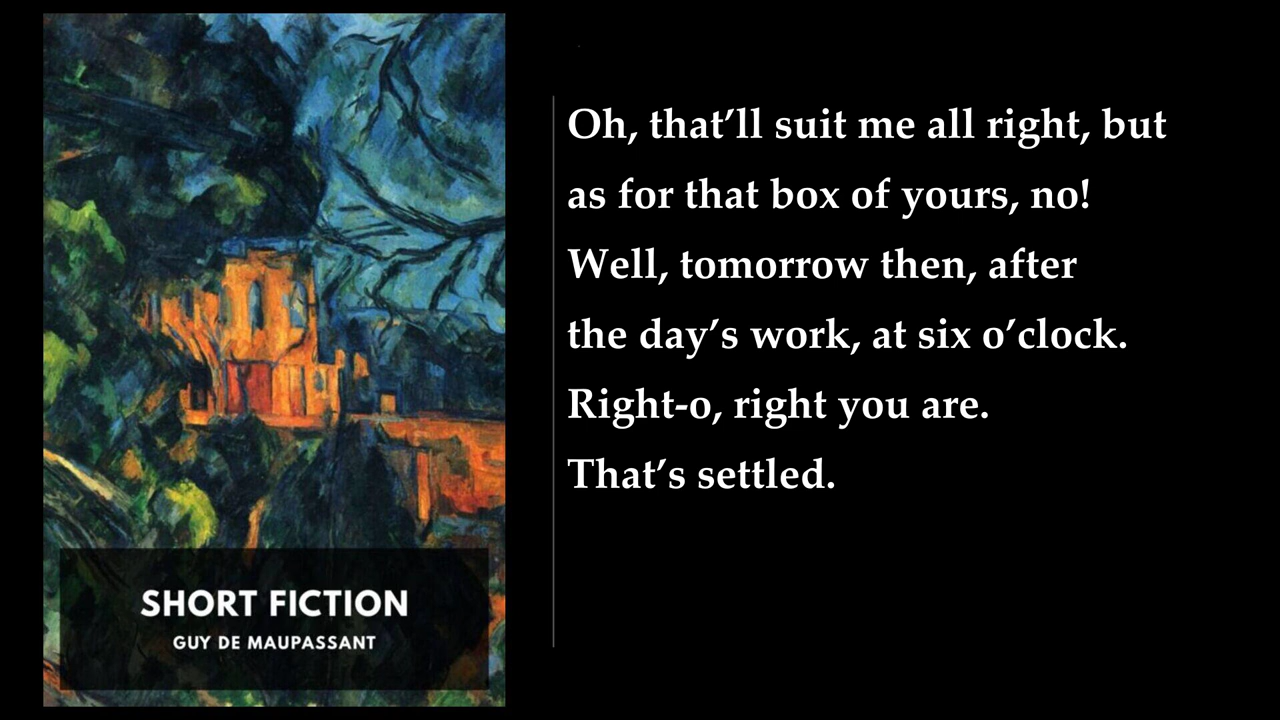 SHORT FICTION
GUY DE MAUPASSANT
Oh, that’ll suit me all right, but
as for that box of yours, no!
Well, tomorrow then, after
the day’s work, at six o’clock.
Right-o, right you are.
That’s settled.